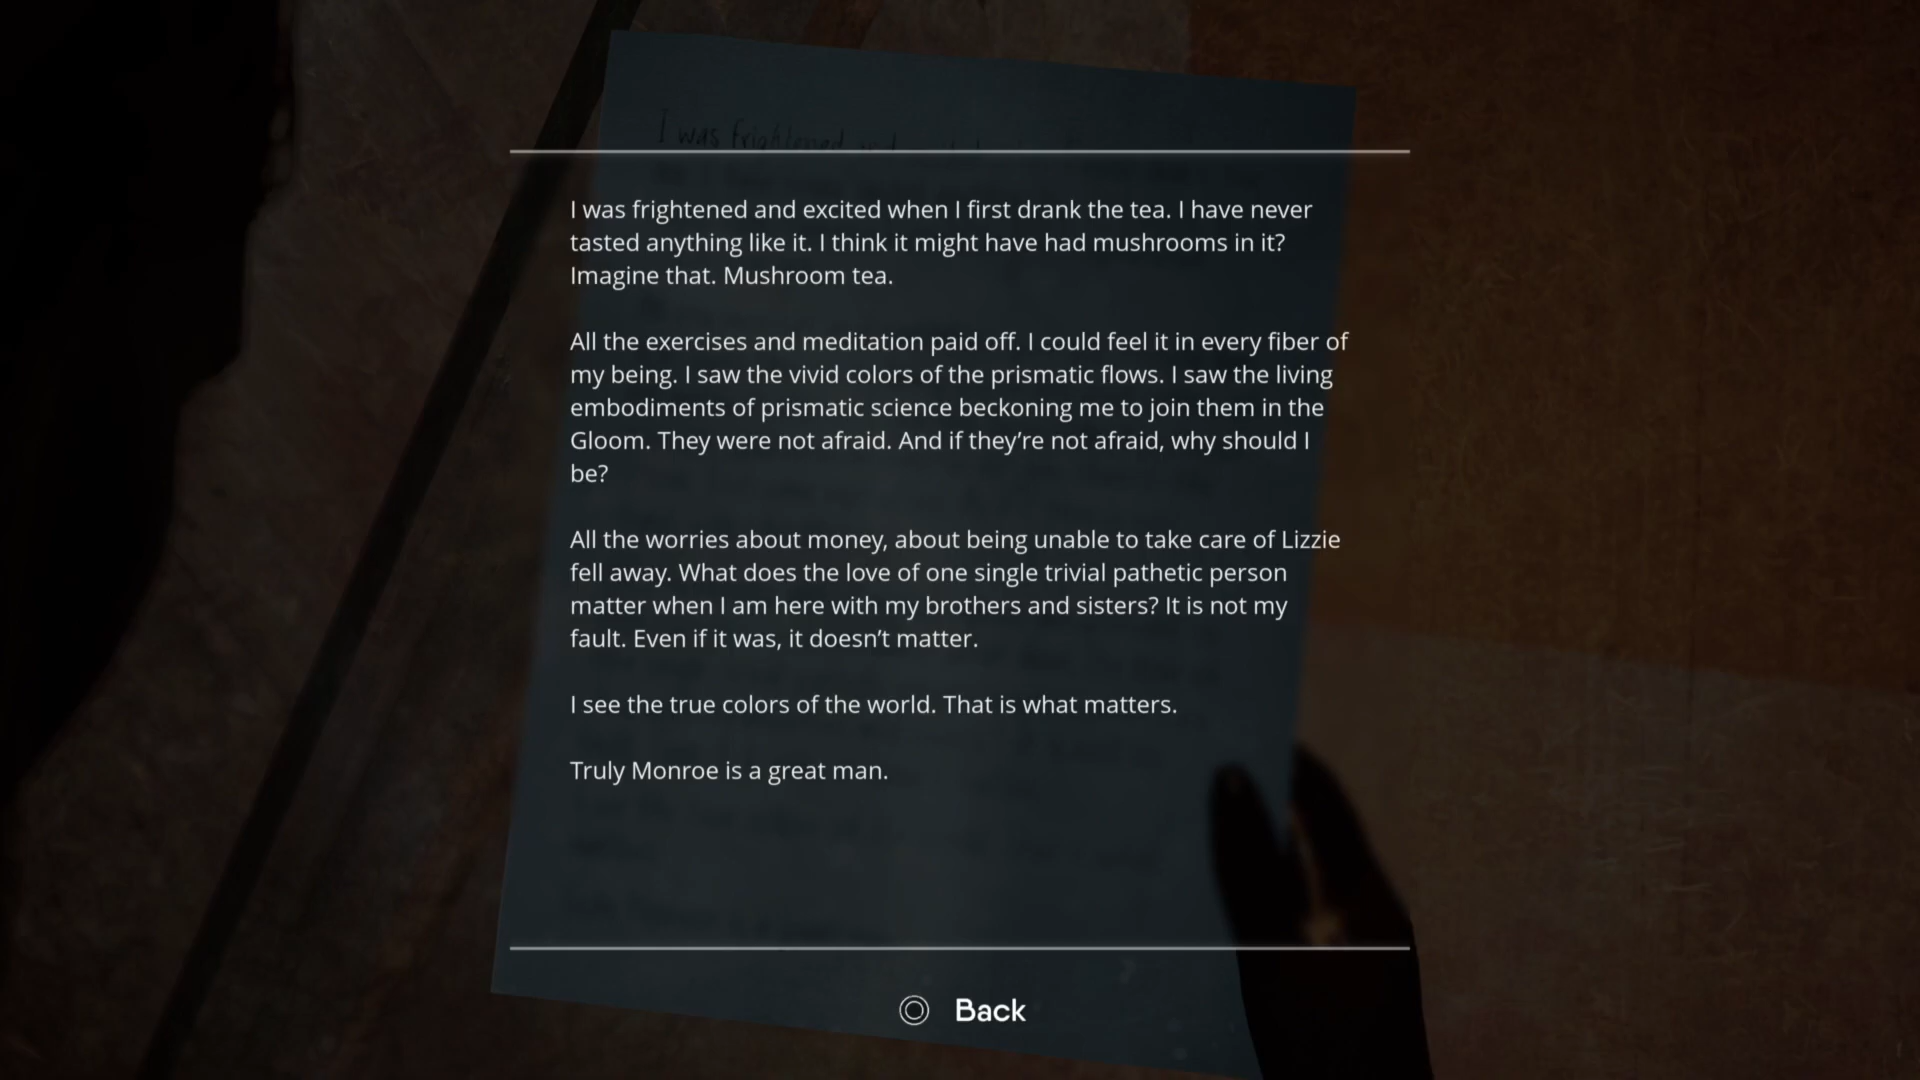 I was frightened
I was frightened and excited when I first drank the tea. I have never
tasted anything like it. I think it might have had mushrooms in it?
Imagine that. Mushroom tea.
All the exercises and meditation paid off. I could feel it in every fiber of
my being. I saw the vivid colors of the prismatic flows. I saw the living
embodiments of prismatic science beckoning me to join them in the
Gloom. They were not afraid. And if they’re not afraid, why should I
be?
All the worries about money, about being unable to take care of Lizzie
fell away. What does the love of one single trivial pathetic person
matter when I am here with my brothers and sisters? It is not my
fault. Even if it was, it doesn’t matter.
I see the true colors of the world. That is what matters.
Truly Monroe is a great man.
Back